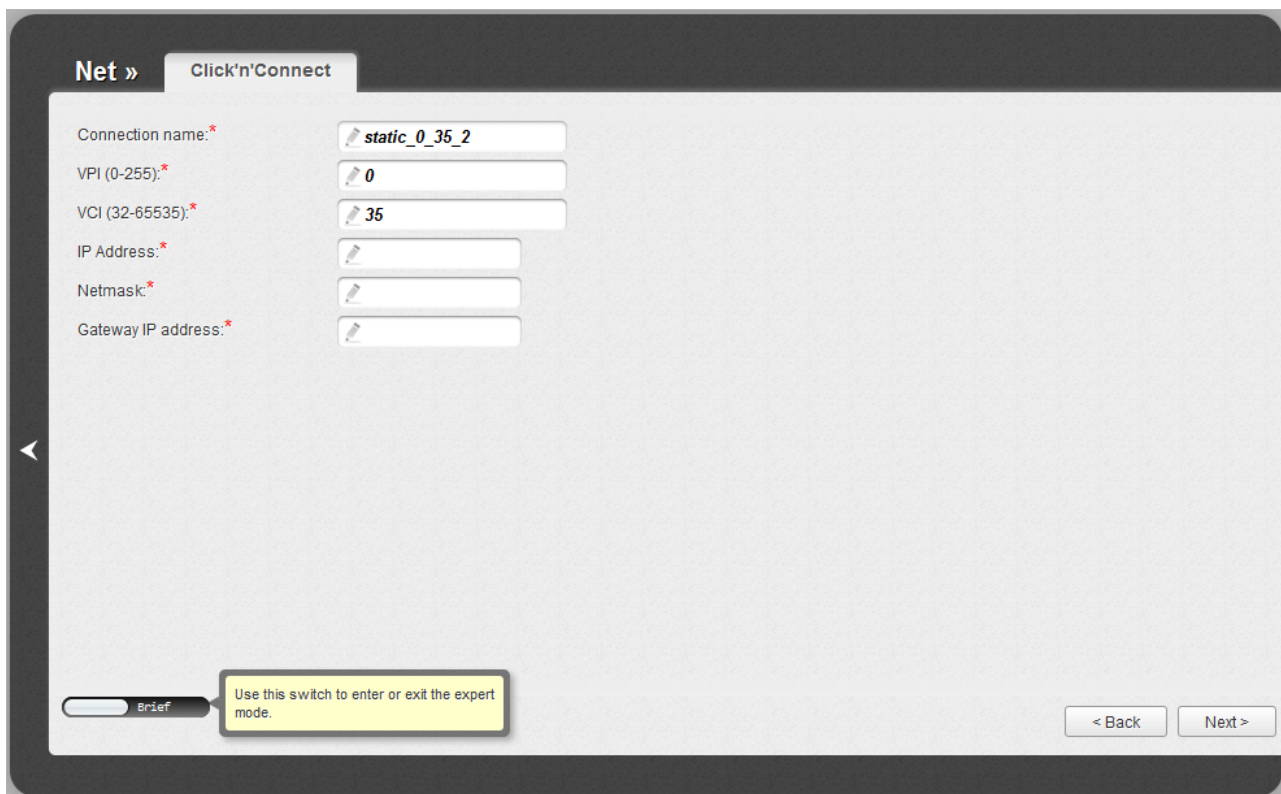 Net »
Click'n'Connect
Connection name:* static_0_35_2
VPI (0-255):* 0
VCI (32-65535):* 35
IP Address:*
Netmask:*
Gateway IP address:*
Brief
Use this switch to enter or exit the expert
mode.
< Back
Next >